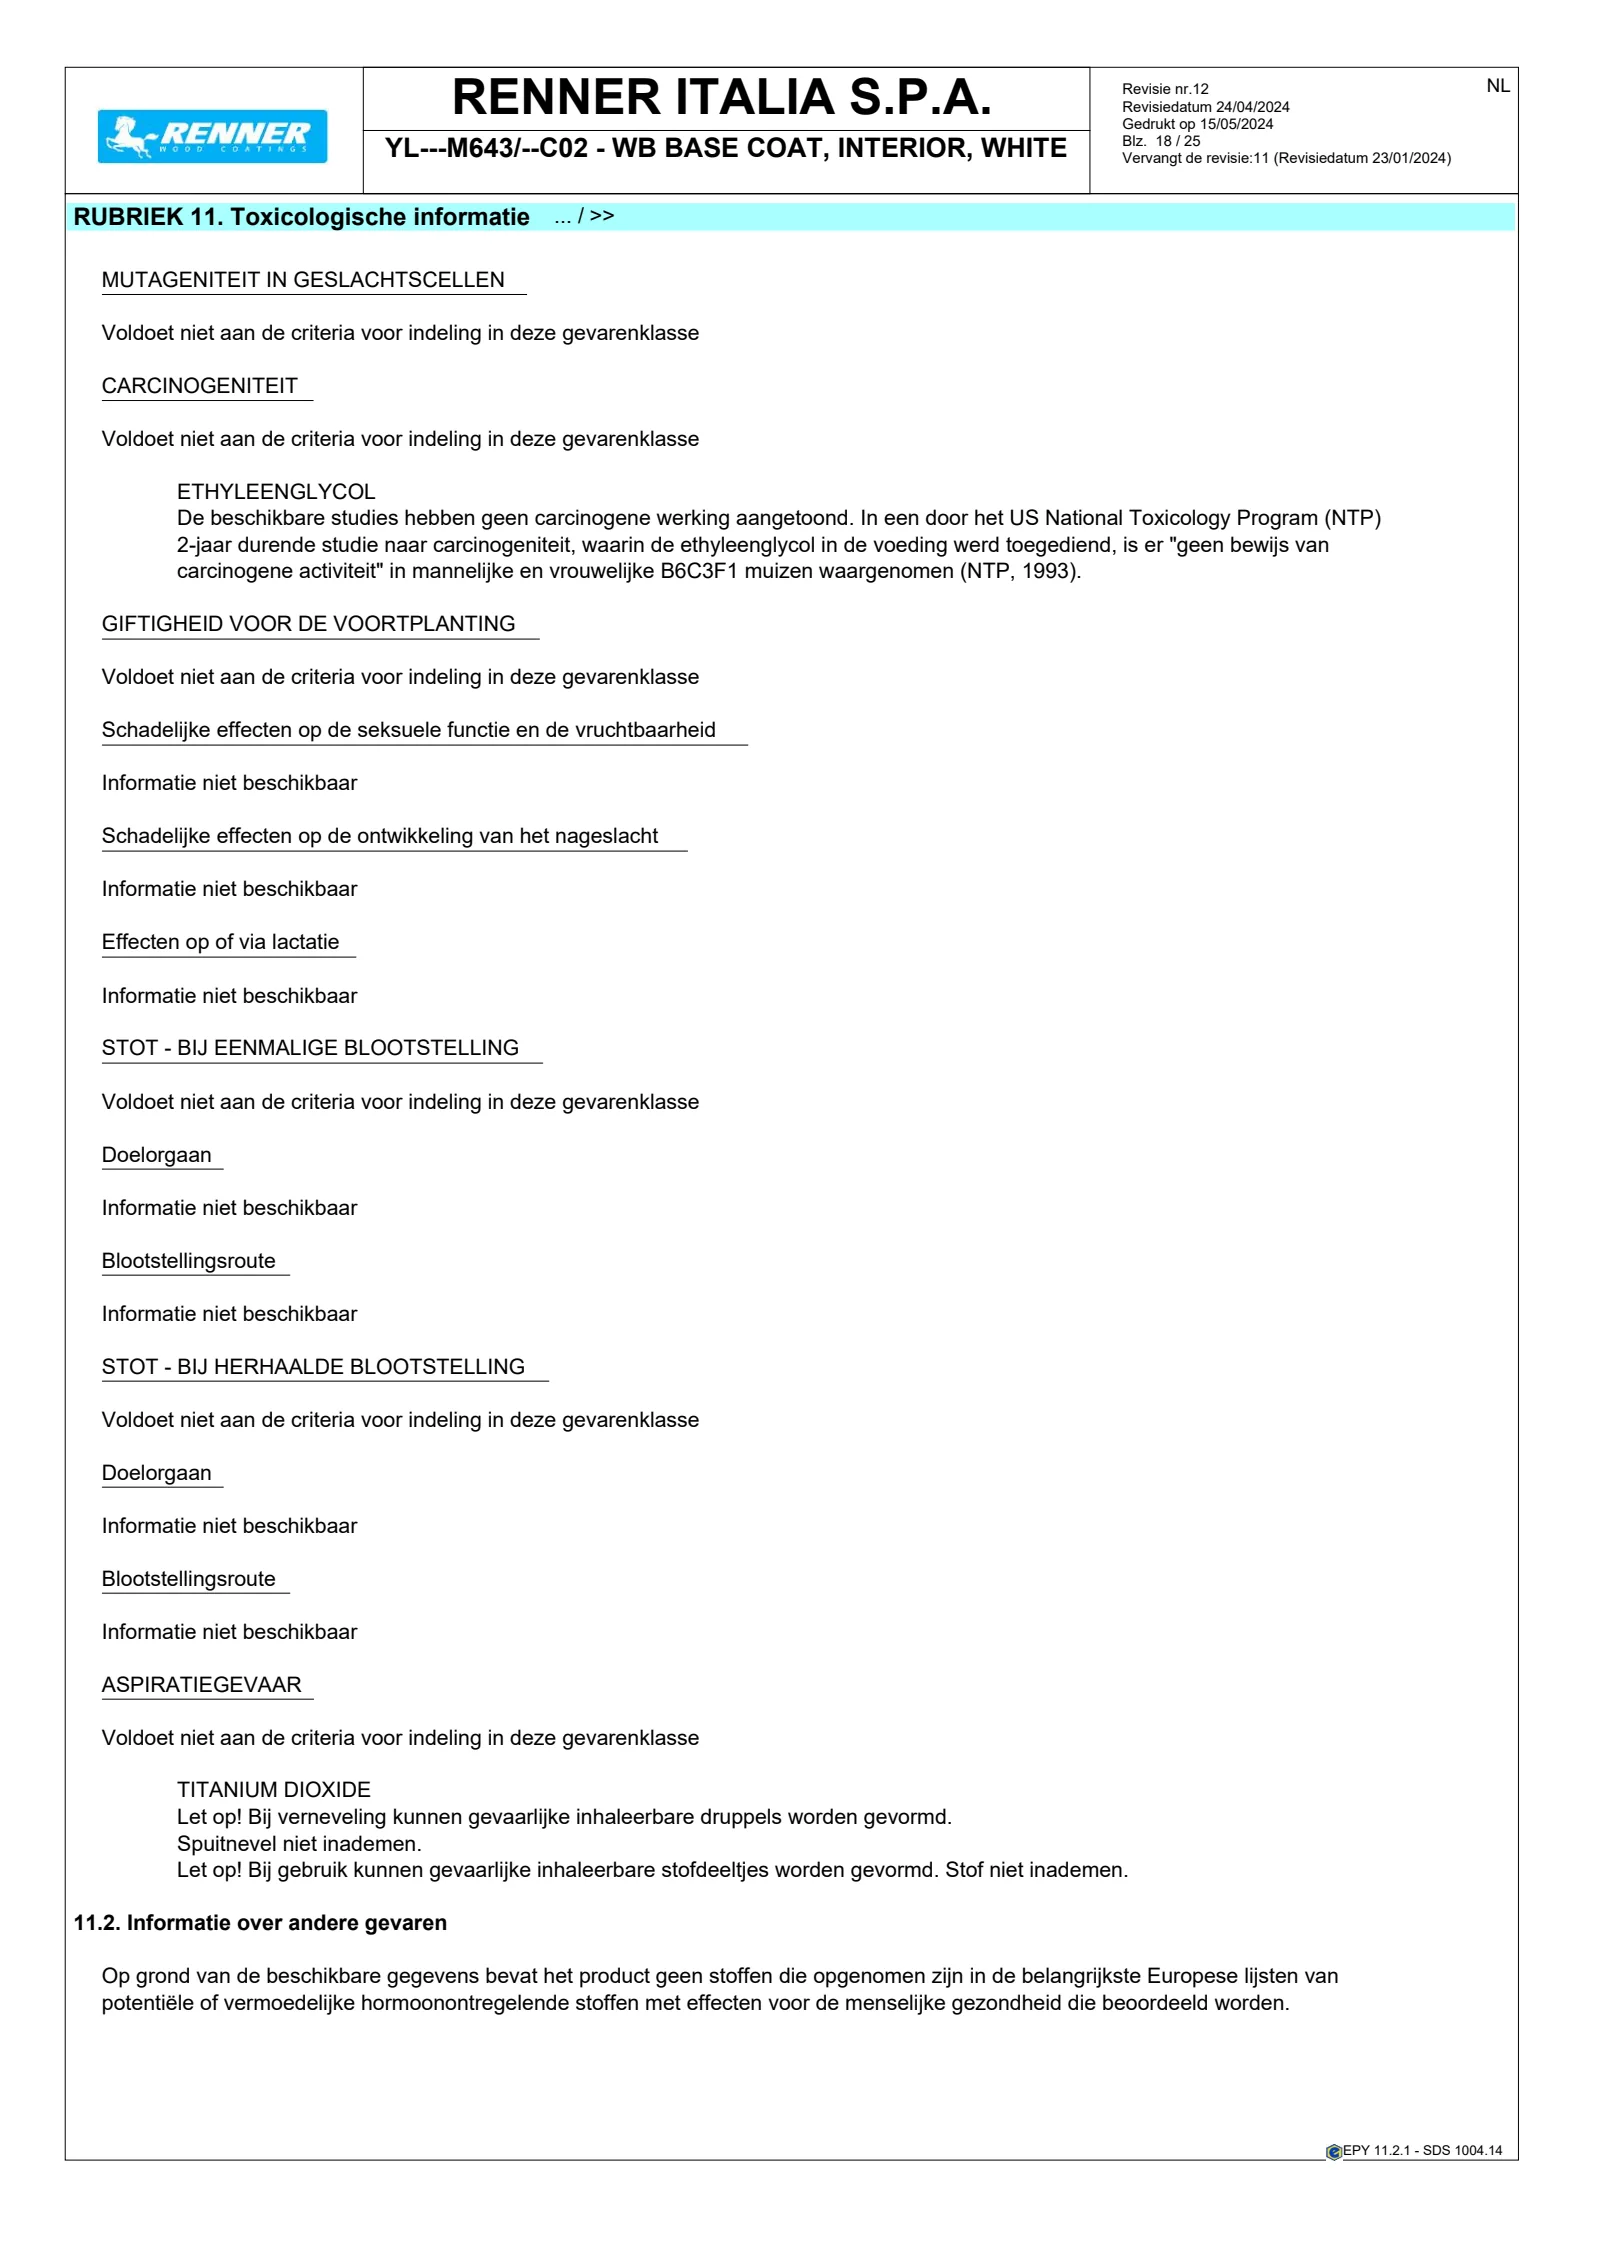 RENNER
WOOD COATINGS
RENNER ITALIA S.P.A.
YL---M643/--C02 - WB BASE COAT, INTERIOR, WHITE
NL
Revisie nr.12
Revisiedatum 24/04/2024
Gedrukt op 15/05/2024
Blz. 18 / 25
Vervangt de revisie:11 (Revisiedatum 23/01/2024)
RUBRIEK 11. Toxicologische informatie ... / >>
MUTAGENITEIT IN GESLACHTSCELLEN
Voldoet niet aan de criteria voor indeling in deze gevarenklasse
CARCINOGENITEIT
Voldoet niet aan de criteria voor indeling in deze gevarenklasse
ETHYLEENGLYCOL
De beschikbare studies hebben geen carcinogene werking aangetoond. In een door het US National Toxicology Program (NTP)
2-jaar durende studie naar carcinogeniteit, waarin de ethyleenglycol in de voeding werd toegediend, is er "geen bewijs van
carcinogene activiteit" in mannelijke en vrouwelijke B6C3F1 muizen waargenomen (NTP, 1993).
GIFTIGHEID VOOR DE VOORTPLANTING
Voldoet niet aan de criteria voor indeling in deze gevarenklasse
Schadelijke effecten op de seksuele functie en de vruchtbaarheid
Informatie niet beschikbaar
Schadelijke effecten op de ontwikkeling van het nageslacht
Informatie niet beschikbaar
Effecten op of via lactatie
Informatie niet beschikbaar
STOT - BIJ EENMALIGE BLOOTSTELLING
Voldoet niet aan de criteria voor indeling in deze gevarenklasse
Doelorgaan
Informatie niet beschikbaar
Blootstellingsroute
Informatie niet beschikbaar
STOT - BIJ HERHAALDE BLOOTSTELLING
Voldoet niet aan de criteria voor indeling in deze gevarenklasse
Doelorgaan
Informatie niet beschikbaar
Blootstellingsroute
Informatie niet beschikbaar
ASPIRATIEGEVAAR
Voldoet niet aan de criteria voor indeling in deze gevarenklasse
TITANIUM DIOXIDE
Let op! Bij verneveling kunnen gevaarlijke inhaleerbare druppels worden gevormd.
Spuitnevel niet inademen.
Let op! Bij gebruik kunnen gevaarlijke inhaleerbare stofdeeltjes worden gevormd. Stof niet inademen.
11.2. Informatie over andere gevaren
Op grond van de beschikbare gegevens bevat het product geen stoffen die opgenomen zijn in de belangrijkste Europese lijsten van
potentiële of vermoedelijke hormoonontregelende stoffen met effecten voor de menselijke gezondheid die beoordeeld worden.
EPY 11.2.1 - SDS 1004.14